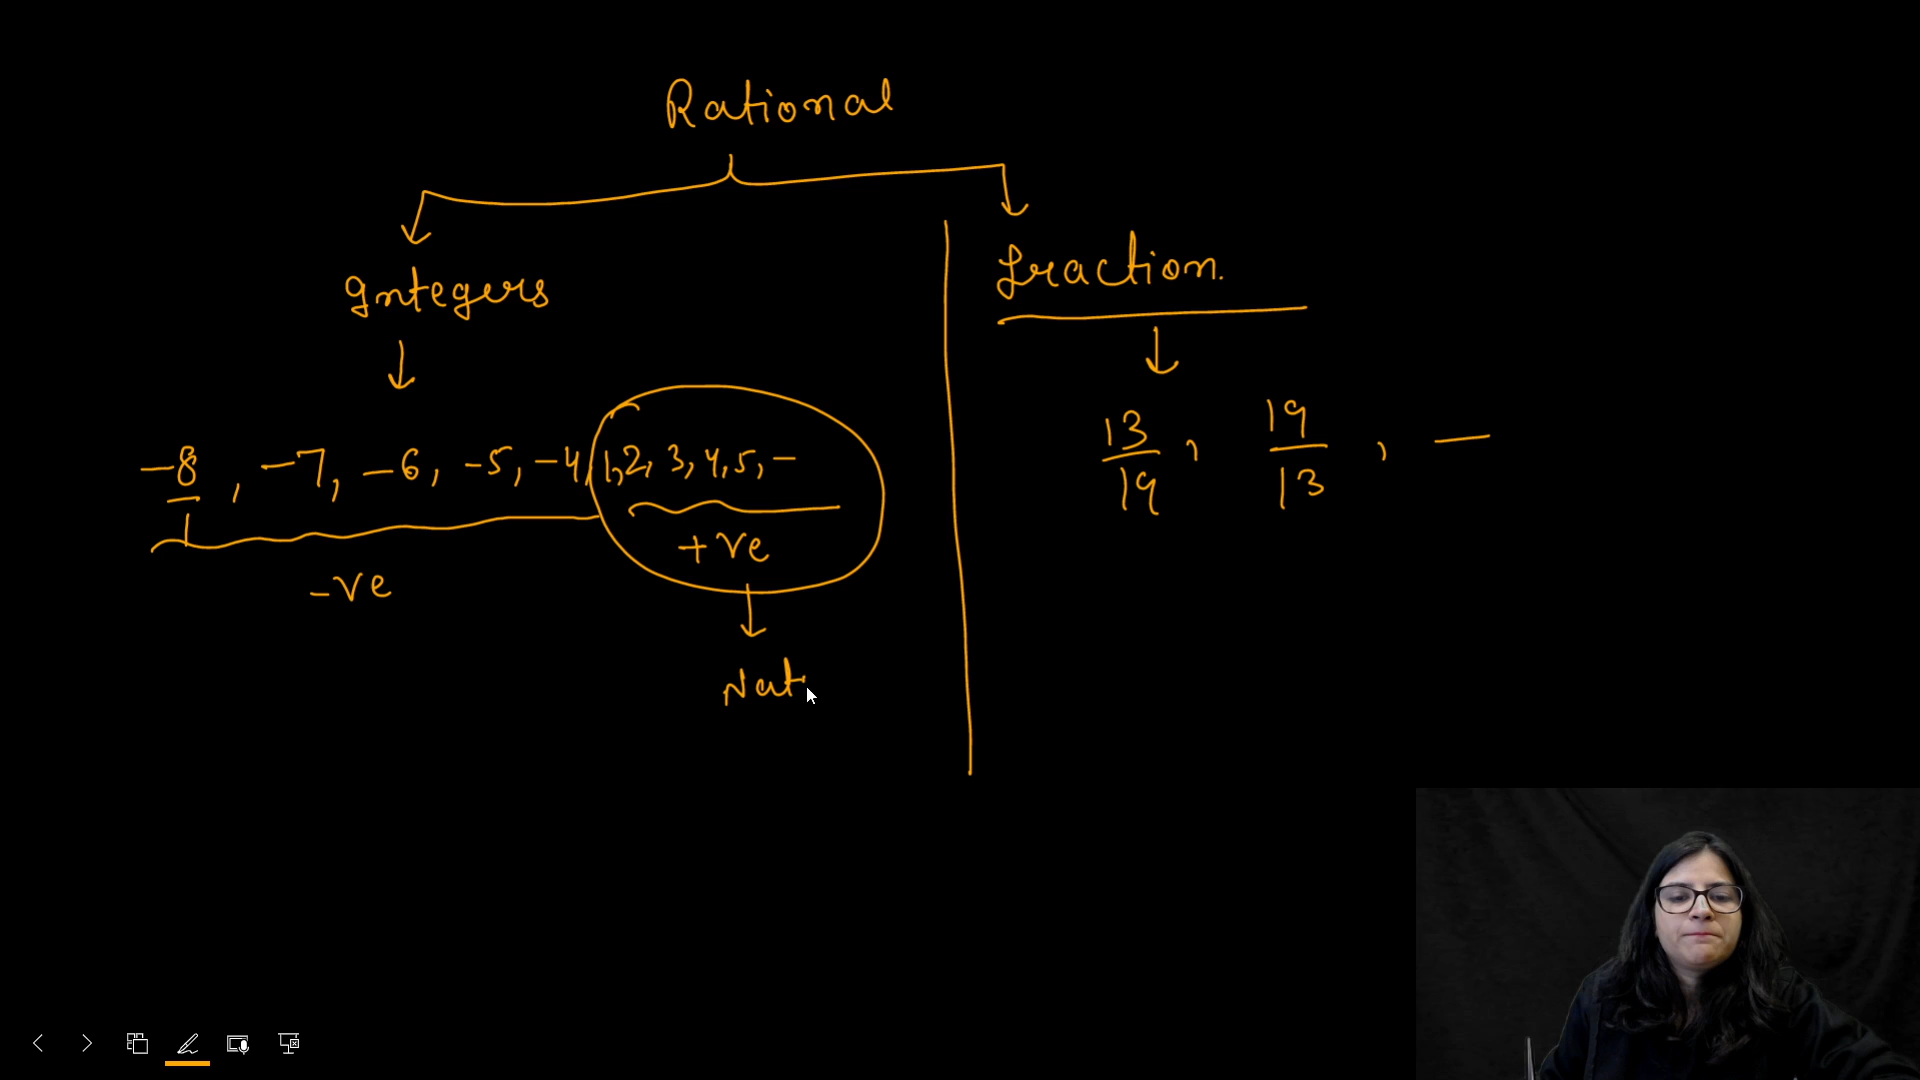 Rational
Integers
fraction.
-8, -7, -6, -5, -4, 1, 2, 3, 4, 5, -
13/19, 19/13, —
-ve
+ve
Nat